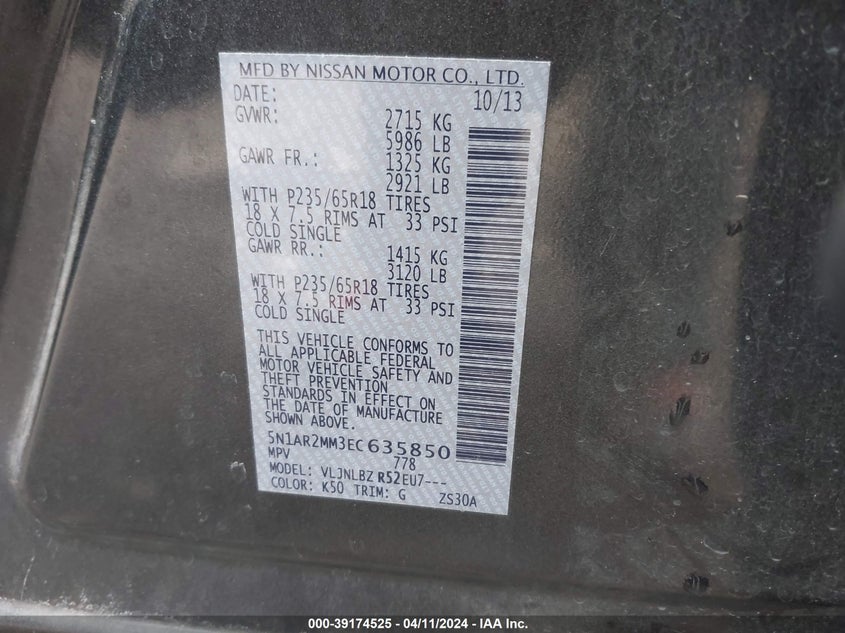 MFD BY NISSAN MOTOR CO., LTD.
DATE: 10/13
GVWR: 2715 KG
5986 LB
GAWR FR.: 1325 KG
2921 LB
WITH P235/65R18 TIRES
18 X 7.5 RIMS AT 33 PSI
COLD SINGLE
GAWR RR.: 1415 KG
3120 LB
WITH P235/65R18 TIRES
18 X 7.5 RIMS AT 33 PSI
COLD SINGLE
THIS VEHICLE CONFORMS TO
ALL APPLICABLE FEDERAL
MOTOR VEHICLE SAFETY AND
THEFT PREVENTION
STANDARDS IN EFFECT ON
THE DATE OF MANUFACTURE
SHOWN ABOVE.
5N1AR2MM3EC635850
MPV 778
MODEL: VLJNLBZ R52EU7---
COLOR: K50 TRIM: G ZS30A
000-39174525 - 04/11/2024 - IAA Inc.